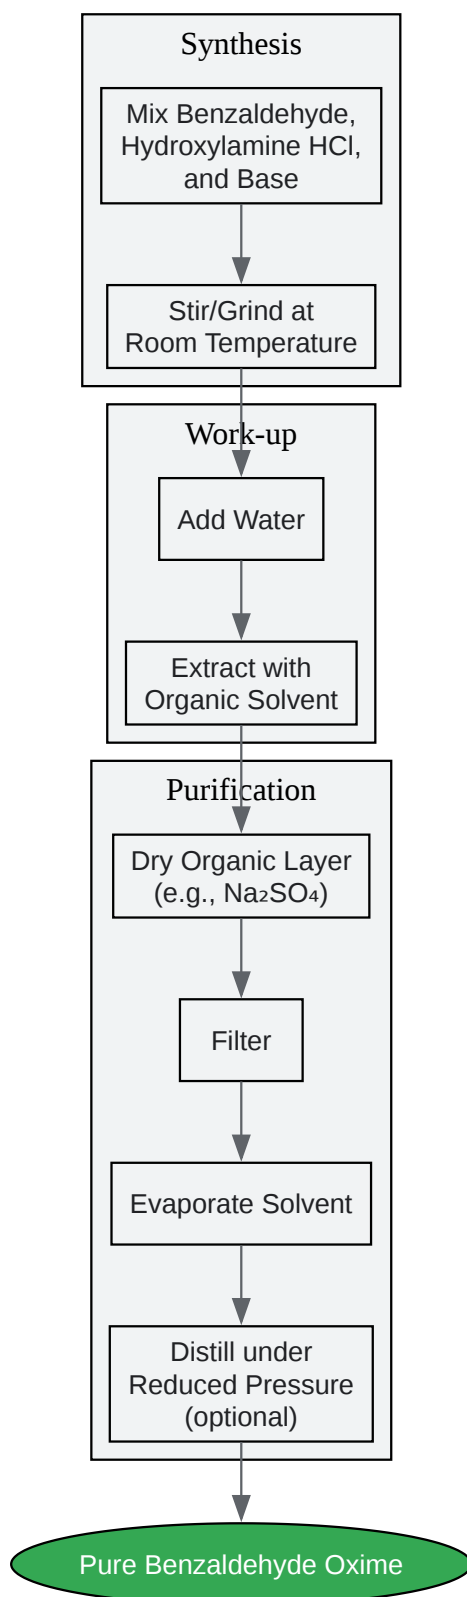 Synthesis
Mix Benzaldehyde,
Hydroxylamine HCl,
and Base
Stir/Grind at
Room Temperature
Work-up
Add Water
Extract with
Organic Solvent
Purification
Dry Organic Layer
(e.g., Na₂SO₄)
Filter
Evaporate Solvent
Distill under
Reduced Pressure
(optional)
Pure Benzaldehyde Oxime